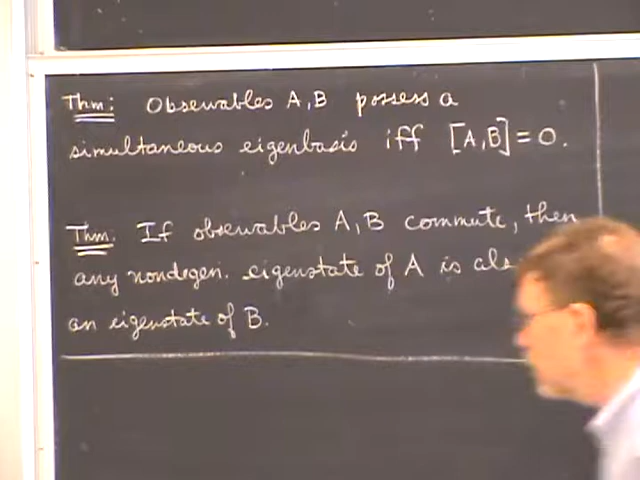 Thm: Observables A, B possess a
simultaneous eigenbasis iff [A,B] = 0.
Thm. If observables A, B commute, then
any nondegen. eigenstate of A is als
an eigenstate of B.